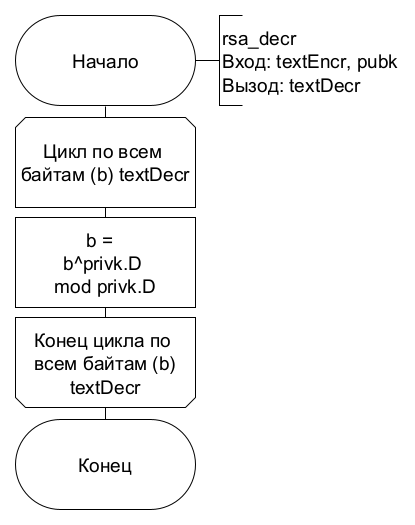 Начало
rsa_decr
Вход: textEncr, pubk
Вызод: textDecr
Цикл по всем
байтам (b) textDecr
b =
b^privk.D
mod privk.D
Конец цикла по
всем байтам (b)
textDecr
Конец